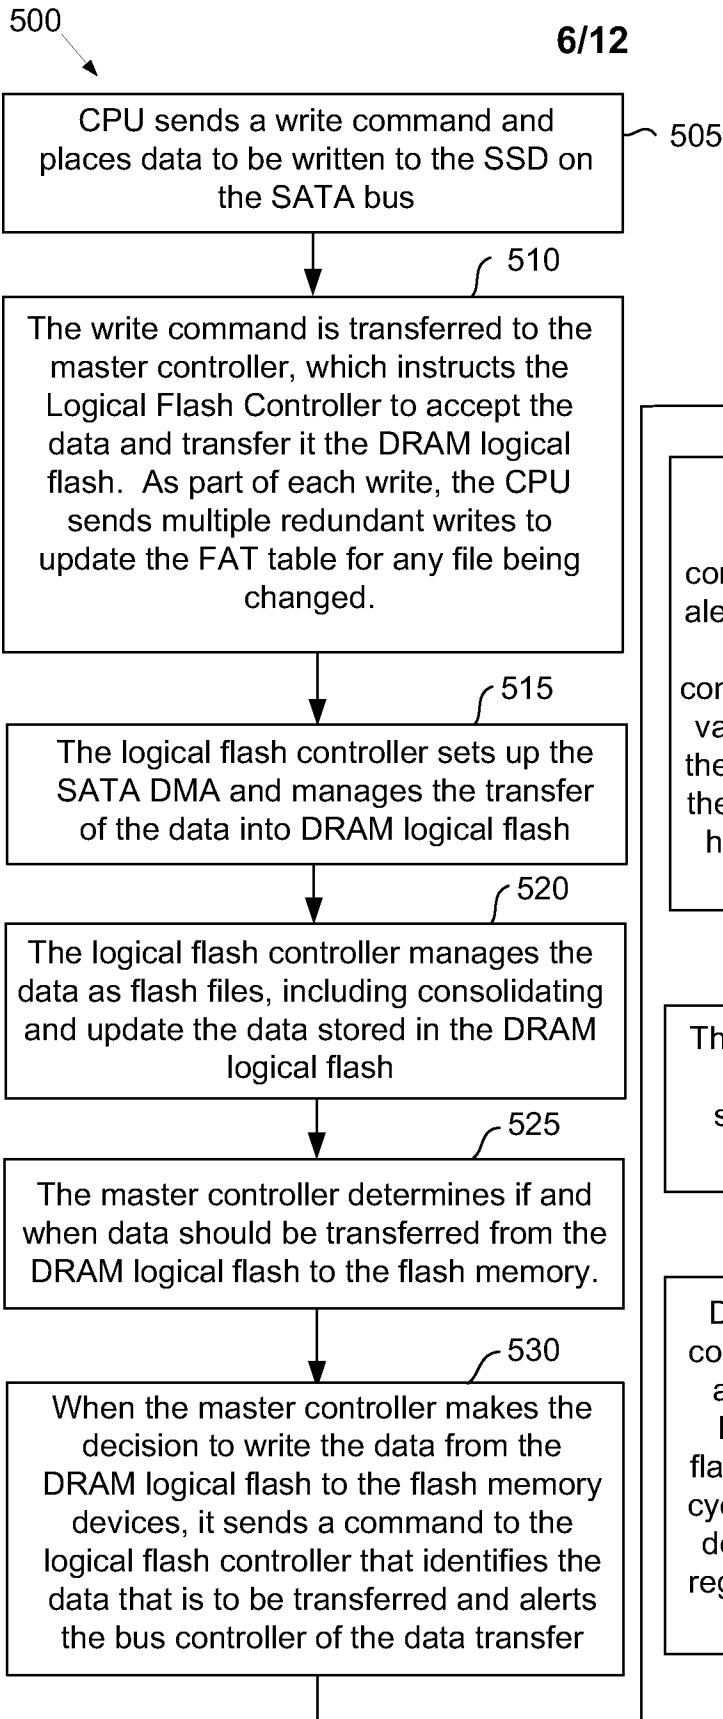 500
6/12
CPU sends a write command and
places data to be written to the SSD on
the SATA bus
505
510
The write command is transferred to the
master controller, which instructs the
Logical Flash Controller to accept the
data and transfer it the DRAM logical
flash.  As part of each write, the CPU
sends multiple redundant writes to
update the FAT table for any file being
changed.
515
The logical flash controller sets up the
SATA DMA and manages the transfer
of the data into DRAM logical flash
520
The logical flash controller manages the
data as flash files, including consolidating
and update the data stored in the DRAM
logical flash
525
The master controller determines if and
when data should be transferred from the
DRAM logical flash to the flash memory.
530
When the master controller makes the
decision to write the data from the
DRAM logical flash to the flash memory
devices, it sends a command to the
logical flash controller that identifies the
data that is to be transferred and alerts
the bus controller of the data transfer